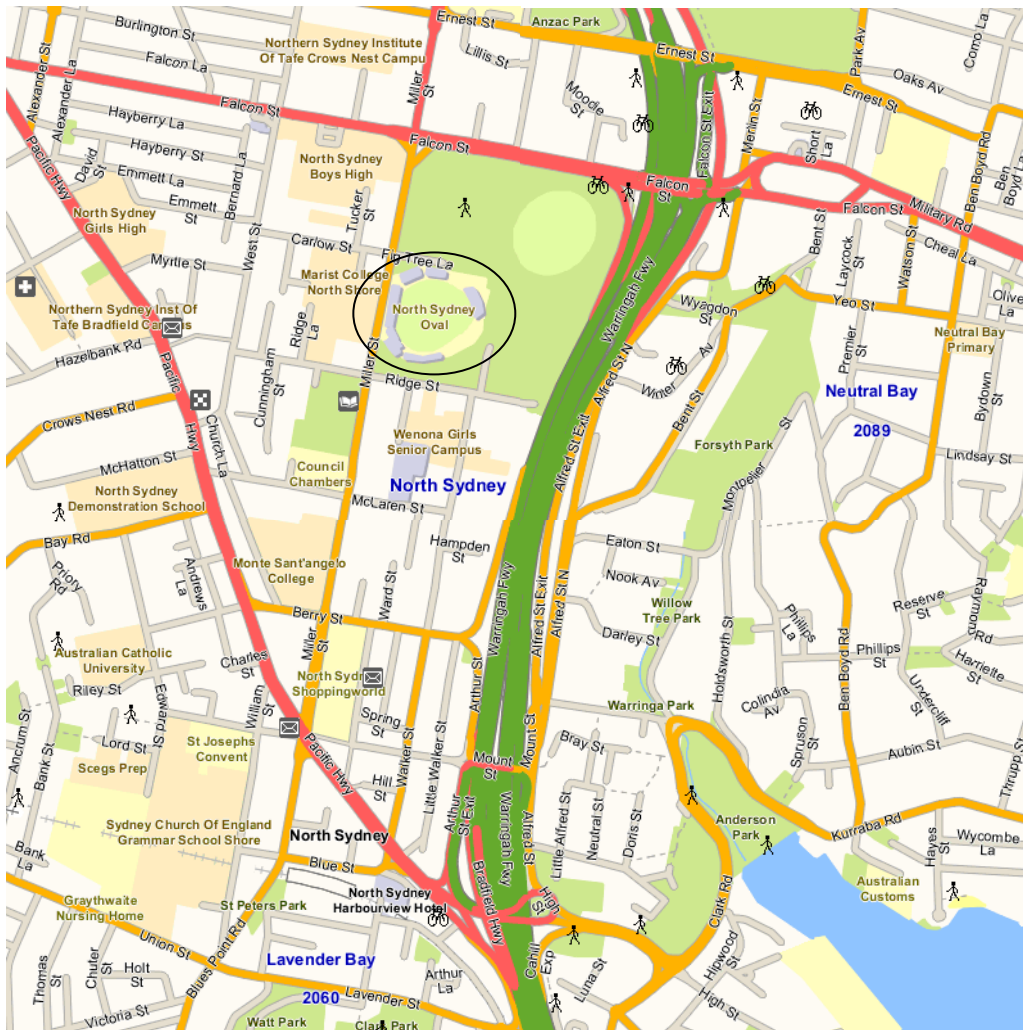 Ernest St
Anzac Park
Burlington St
Northern Sydney Institute
Of Tafe Crows Nest Campu
Lillis St
Ernest St
Park Av
Como La
Falcon La
Alexander St
Alexander La
Miller St
Moodie St
Oaks Av
Ernest St
Falcon St
Hayberry La
Falcon St Exit
Merlin St
Short La
Ben Boyd Rd
Ben Boyd La
Pacific Hwy
Hayberry St
David St
Emmett La
Emmett St
Bernard La
Falcon St
North Sydney
Boys High
Falcon St
Falcon St
Military Rd
North Sydney
Girls High
West St
Tucker St
Carlow St
Fig Tree La
Bent St
Laycock St
Watson St
Cheal La
Myrtle St
Marist College
North Shore
Warringah Fwy
Northern Sydney Inst Of
Tafe Bradfield Campus
Ridge La
North Sydney
Oval
Wyagdon St
Yeo St
Olive La
Neutral Bay
Primary
Hazelbank Rd
Pacific Hwy
Cunningham St
Miller St
Ridge St
Alfred St N
Winter Av
Premier St
Neutral Bay
2089
Bydown St
Crows Nest Rd
Church La
Wenona Girls
Senior Campus
Bent St
Forsyth Park
Lindsay St
McHatton St
Council
Chambers
North Sydney
Alfred St Exit
Montpelier St
North Sydney
Demonstration School
McLaren St
Bay Rd
Hampden St
Eaton St
Priory Rd
Andrews La
Monte Sant'angelo
College
Ward St
Warringah Fwy
Alfred St Exit
Alfred St N
Nook Av
Willow
Tree Park
Reserve St
Raymond Rd
Berry St
Miller St
Darley St
Phillips La
Phillips St
Australian Catholic
University
Charles St
Arthur St
Holdsworth St
Ben Boyd Rd
Harriette St
Riley St
Edward St
William St
North Sydney
Shoppingworld
Warringa Park
Colindia Av
Undercliff St
Ancrum St
Bank St
Lord St
St Josephs
Convent
Spring St
Walker St
Little Walker St
Mount St
Mount St
Bray St
Spruson St
Aubin St
Thrupp St
Scegs Prep
Pacific Hwy
Hill St
Arthur St Exit
Warringah Fwy
Alfred St
Little Alfred St
Neutral St
Doris St
Anderson
Park
Kurraba Rd
Hayes St
Wycombe La
Sydney Church Of England
Grammar School Shore
North Sydney
Bank La
Blue St
Bradfield Hwy
Australian
Customs
Graythwaite
Nursing Home
St Peters Park
North Sydney
Harbourview Hotel
High St
Clark Rd
Union St
Blues Point Rd
Lavender Bay
2060
Cahill Exp
Hipwood St
Thomas St
Chuter St
Holt St
Arthur La
Luna St
High St
Victoria St
Lavender St
Watt Park
Clark Park